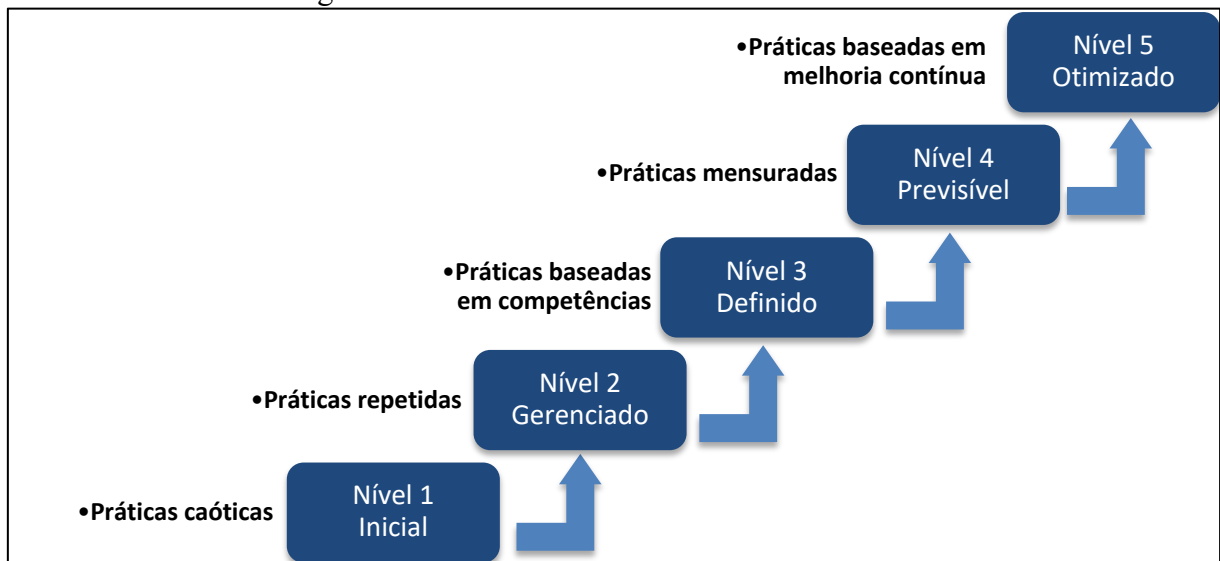 •Práticas baseadas em
melhoria contínua
Nível 5
Otimizado
•Práticas mensuradas
Nível 4
Previsível
•Práticas baseadas
em competências
Nível 3
Definido
•Práticas repetidas
Nível 2
Gerenciado
•Práticas caóticas
Nível 1
Inicial